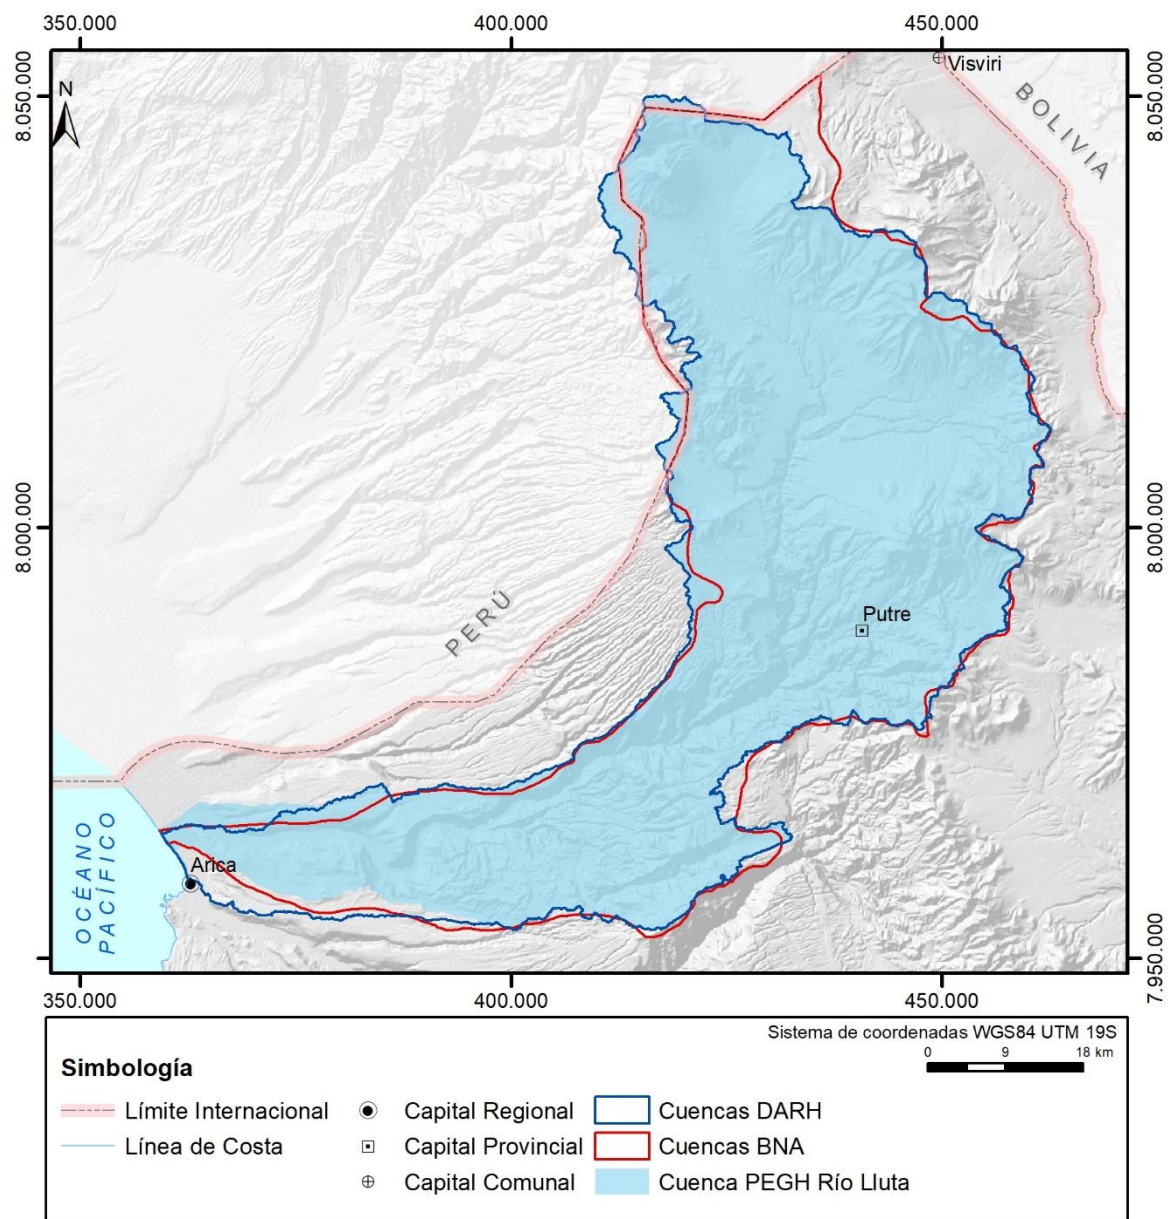 350.000 400.000 450.000
Visviri
8.050.000 8.050.000
N
BOLIVIA
8.000.000 8.000.000
PERÚ
Putre
Arica
OCÉANO
PACÍFICO
7.950.000
350.000 400.000 450.000
Sistema de coordenadas WGS84 UTM 19S
0 9 18 km
Simbología
Límite Internacional Capital Regional Cuencas DARH
Línea de Costa Capital Provincial Cuencas BNA
Capital Comunal Cuenca PEGH Río Lluta